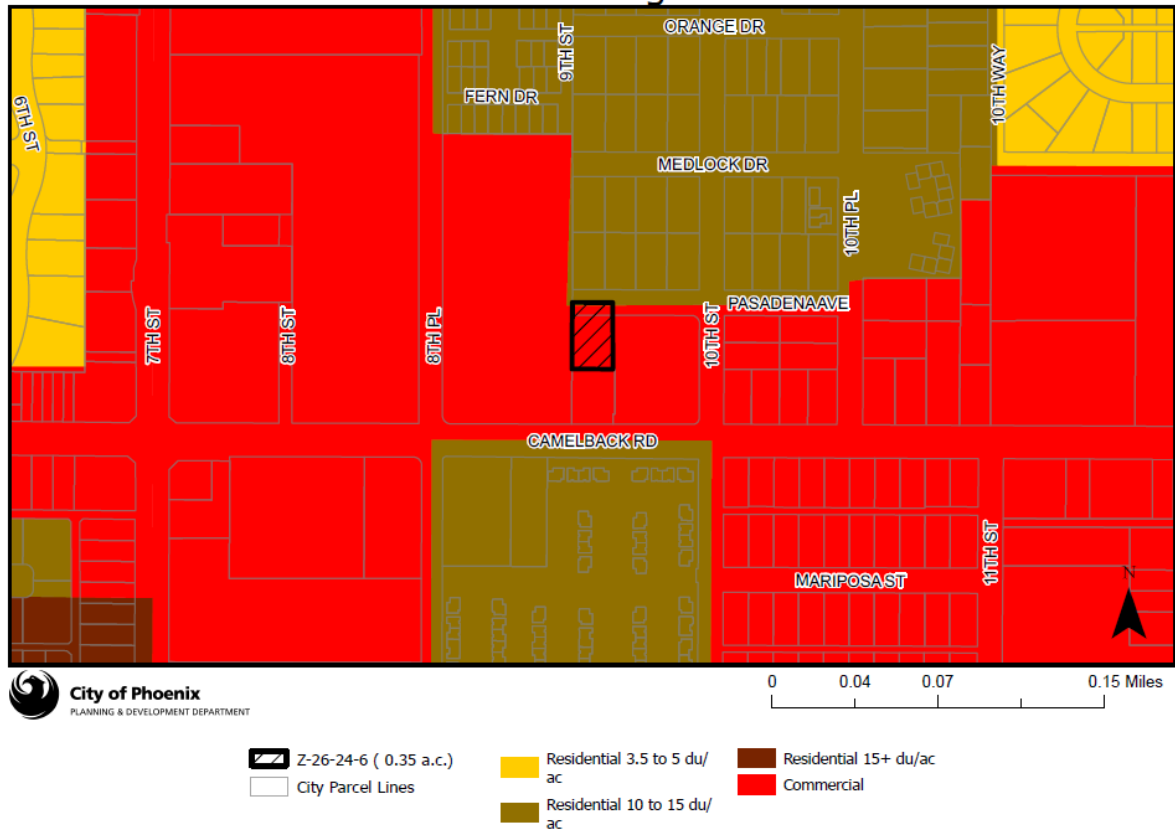 ORANGE DR
9TH ST
10TH WAY
FERN DR
6TH ST
MEDLOCK DR
10TH PL
PASADENA AVE
7TH ST
8TH ST
8TH PL
10TH ST
CAMELBACK RD
11TH ST
MARIPOSA ST
N
City of Phoenix
PLANNING & DEVELOPMENT DEPARTMENT
0 0.04 0.07 0.15 Miles
Z-26-24-6 ( 0.35 a.c.)
City Parcel Lines
Residential 3.5 to 5 du/
ac
Residential 10 to 15 du/
ac
Residential 15+ du/ac
Commercial